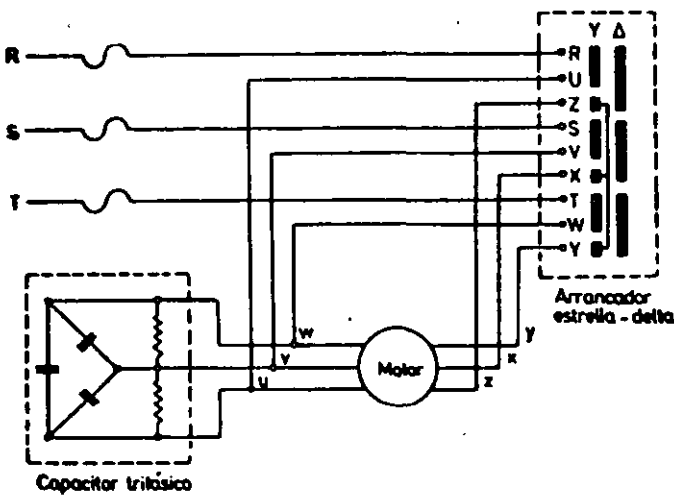 Y Δ
R
R
U
Z
S
S
V
X
T
T
W
Y
Arrancador
estrella - delta
w
v
u
Motor
y
x
z
Capacitor trifásico